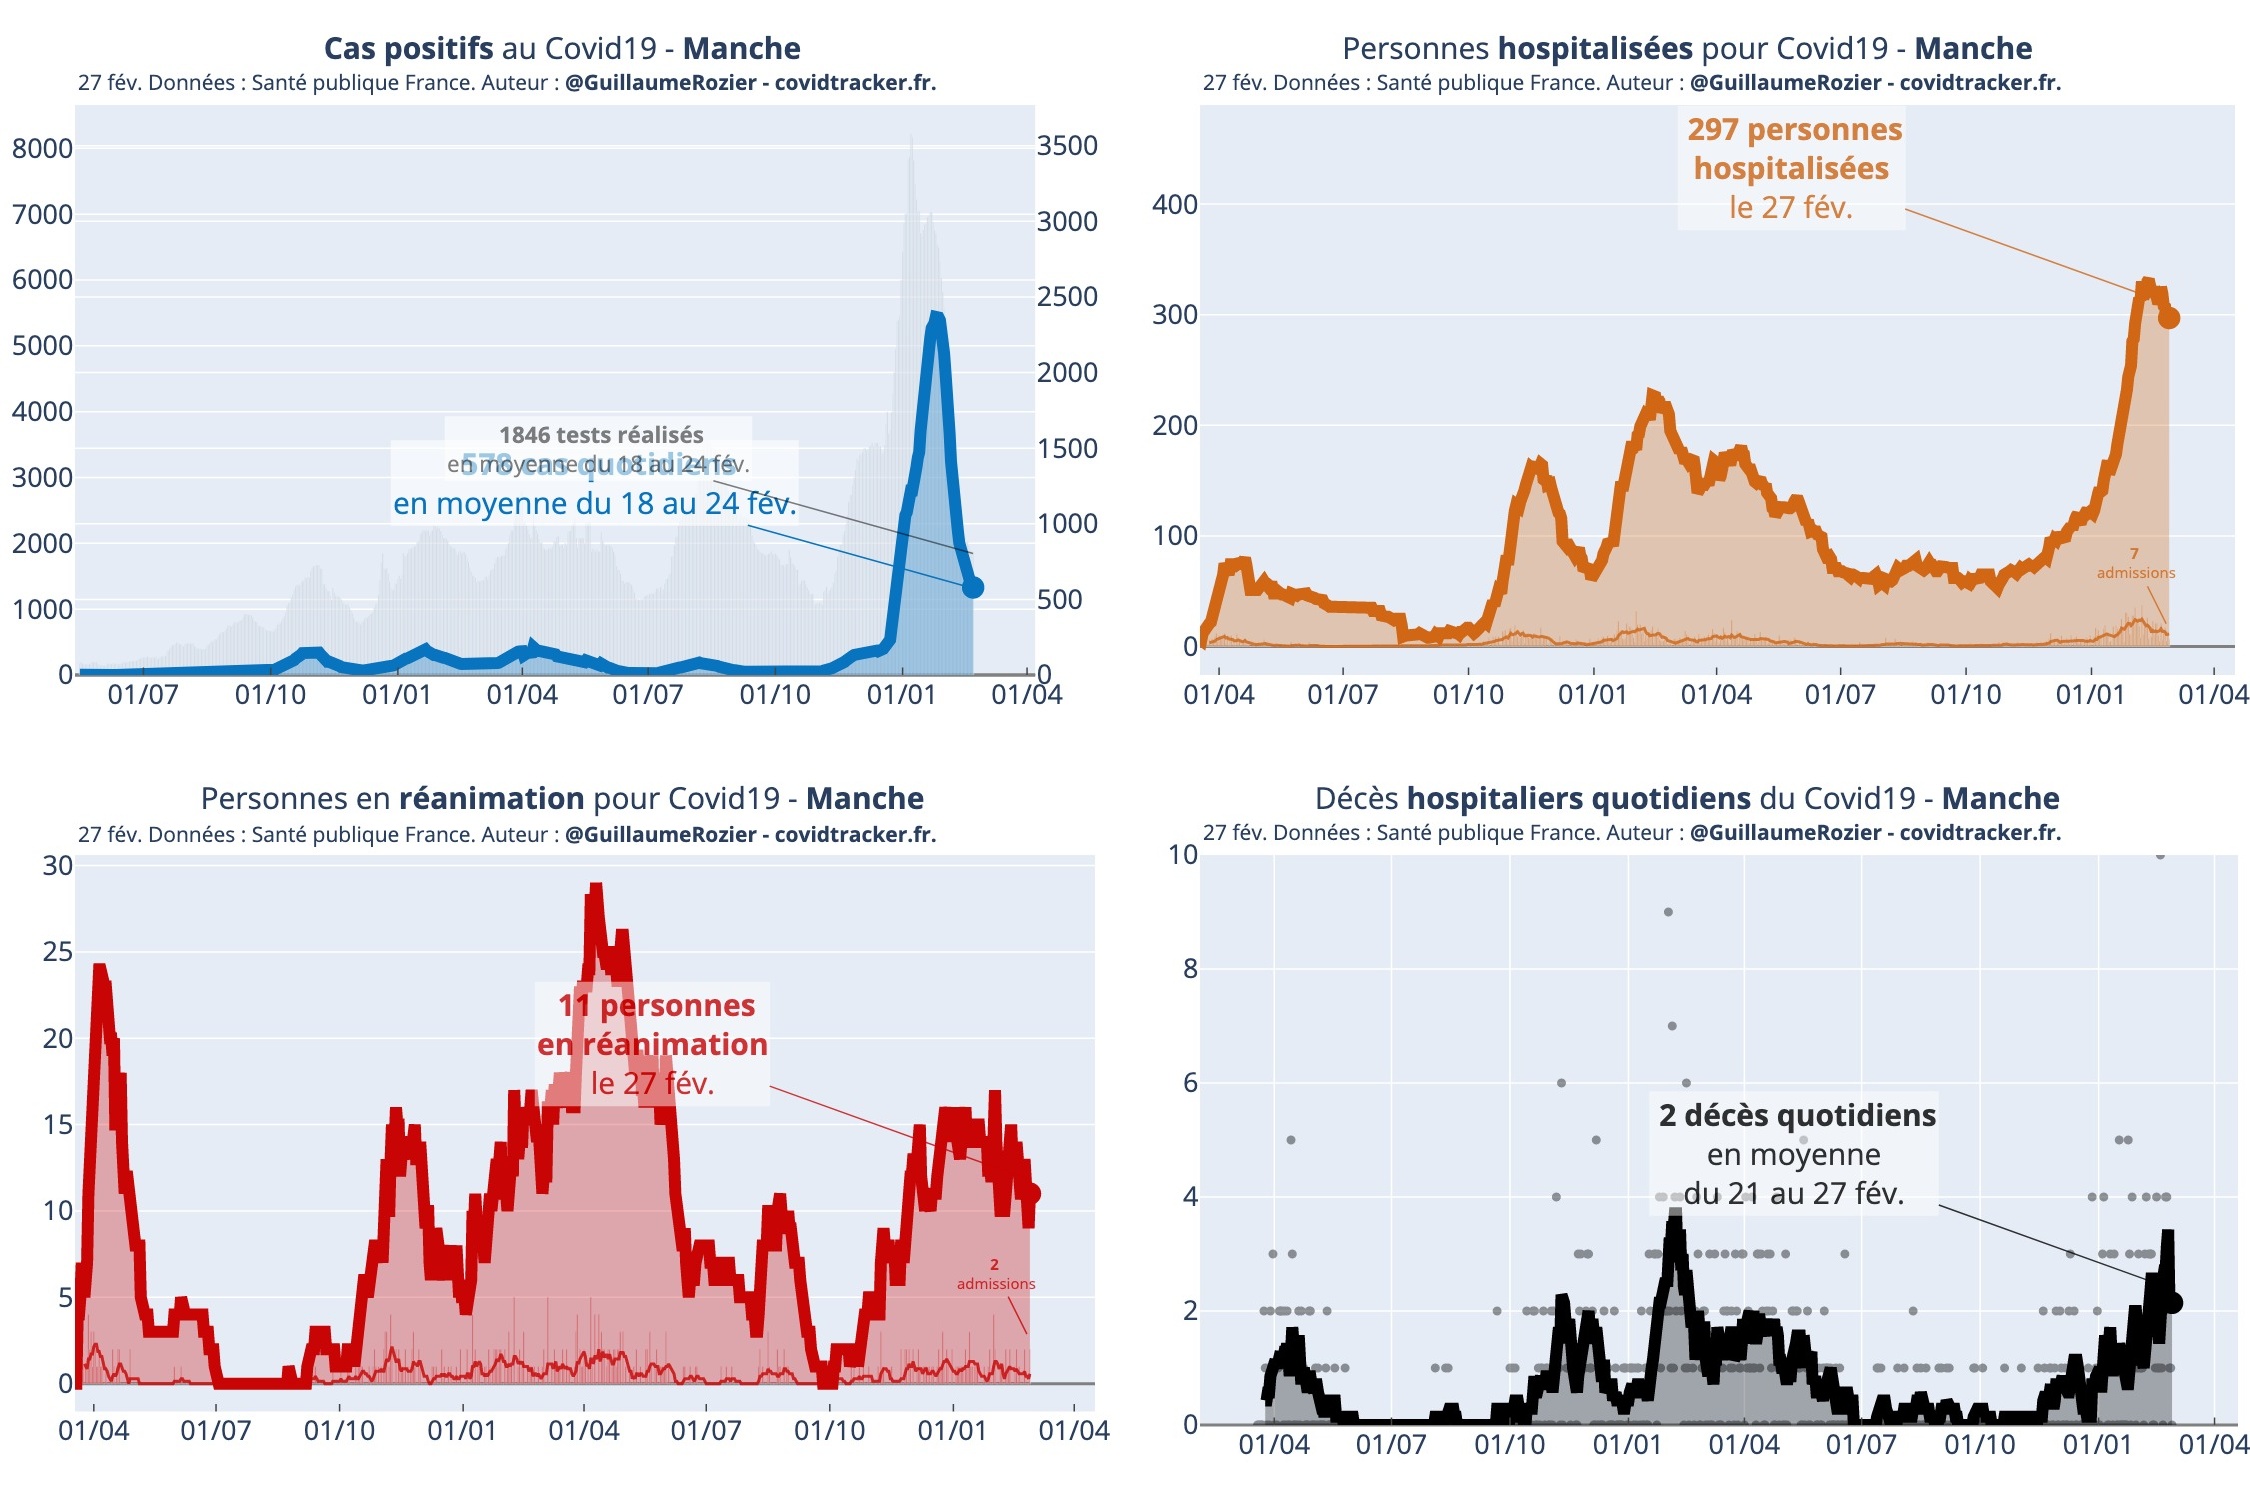 Cas positifs au Covid19 - Manche
27 fév. Données : Santé publique France. Auteur : @GuillaumeRozier - covidtracker.fr.
8000
7000
6000
5000
4000
3000
2000
1000
0
3500
3000
2500
2000
1500
1000
500
0
1846 tests réalisés
en moyenne du 18 au 24 fév.
578 cas quotidiens
en moyenne du 18 au 24 fév.
01/07 01/10 01/01 01/04 01/07 01/10 01/01 01/04
Personnes hospitalisées pour Covid19 - Manche
27 fév. Données : Santé publique France. Auteur : @GuillaumeRozier - covidtracker.fr.
297 personnes
hospitalisées
le 27 fév.
400
300
200
100
0
7
admissions
01/04 01/07 01/10 01/01 01/04 01/07 01/10 01/01 01/04
Personnes en réanimation pour Covid19 - Manche
27 fév. Données : Santé publique France. Auteur : @GuillaumeRozier - covidtracker.fr.
30
25
20
15
10
5
0
11 personnes
en réanimation
le 27 fév.
2
admissions
01/04 01/07 01/10 01/01 01/04 01/07 01/10 01/01 01/04
Décès hospitaliers quotidiens du Covid19 - Manche
27 fév. Données : Santé publique France. Auteur : @GuillaumeRozier - covidtracker.fr.
10
8
6
4
2
0
2 décès quotidiens
en moyenne
du 21 au 27 fév.
01/04 01/07 01/10 01/01 01/04 01/07 01/10 01/01 01/04